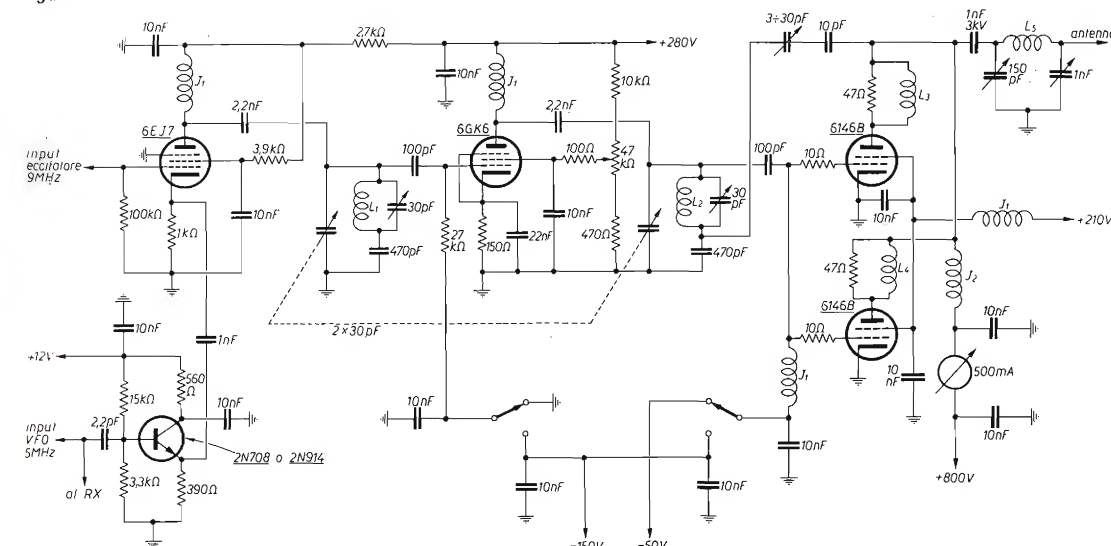 10nF
2,7kΩ
+280V
J1
10nF
J1
10kΩ
3÷30pF
10pF
1nF
3kV
L5
antenna
150
pF
1nF
2,2nF
2,2nF
47Ω
L3
6EJ7
6GK6
6146B
input
eccitatore
9MHz
3,9kΩ
100Ω
47
kΩ
100pF
100pF
10Ω
100kΩ
1kΩ
10nF
L1
30pF
470pF
27
kΩ
150Ω
22nF
10nF
470Ω
L2
30
pF
470pF
10nF
J1
+210V
47Ω
L4
J2
6146B
2×30pF
10nF
1nF
10Ω
10nF
+12V
15kΩ
560
Ω
10nF
10nF
J1
10
nF
500mA
input
VFO
5MHz
2,2pF
10nF
10nF
2N708 o 2N914
al RX
3,3kΩ
390Ω
10nF
10nF
+800V
-150V